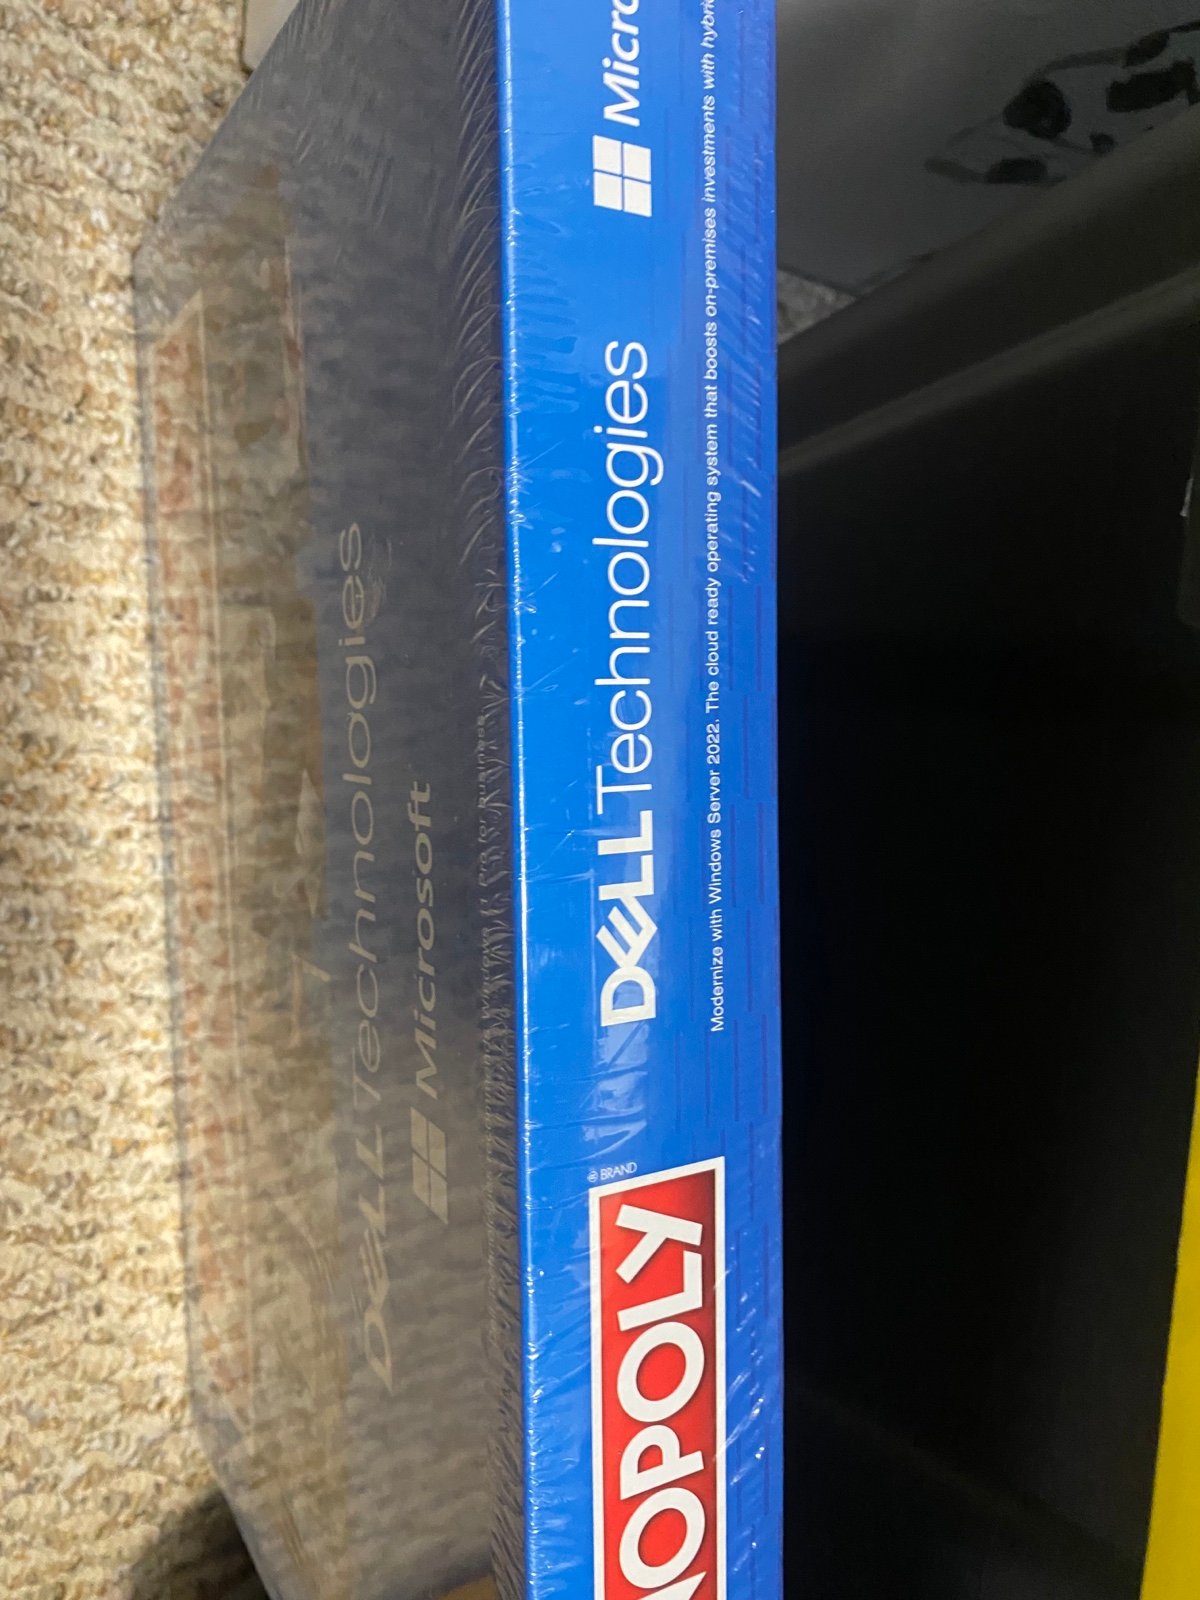 MONOPOLY
® BRAND
DELL Technologies
Micro
Modernize with Windows Server 2022. The cloud ready operating system that boosts on-premises investments with hybri
DELL Technologies
Microsoft